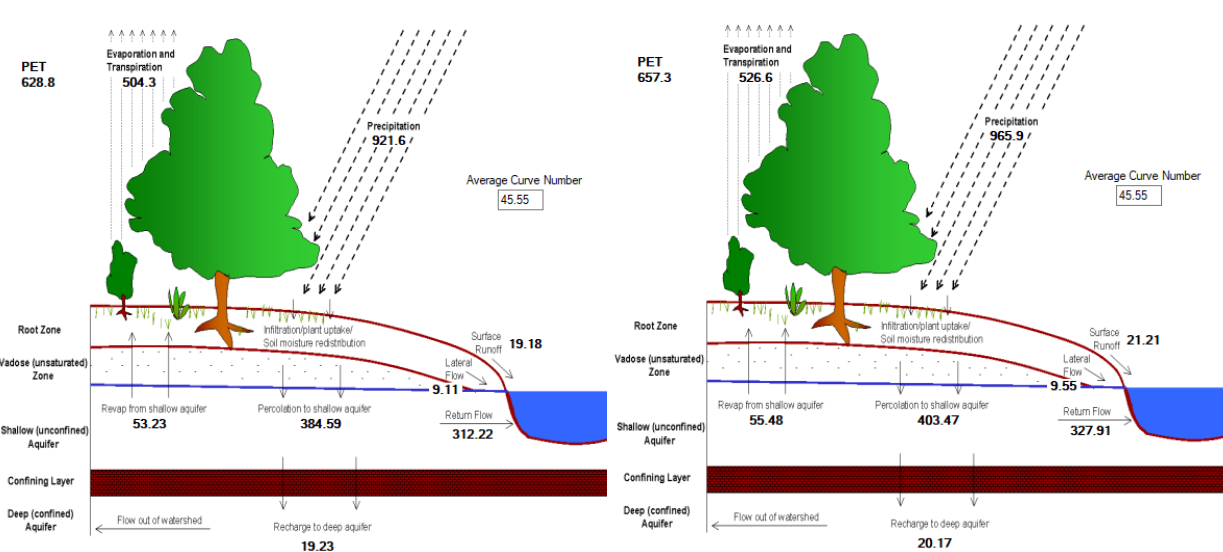 PET
628.8
Evaporation and
Transpiration
504.3
Precipitation
921.6
Average Curve Number
45.55
Root Zone
Infiltration/plant uptake/
Soil moisture redistribution
Surface
Runoff
19.18
Vadose (unsaturated)
Zone
Lateral
Flow
9.11
Revap from shallow aquifer
53.23
Percolation to shallow aquifer
384.59
Return Flow
312.22
Shallow (unconfined)
Aquifer
Confining Layer
Deep (confined)
Aquifer
Flow out of watershed
Recharge to deep aquifer
19.23
PET
657.3
Evaporation and
Transpiration
526.6
Precipitation
965.9
Average Curve Number
45.55
Root Zone
Infiltration/plant uptake/
Soil moisture redistribution
Surface
Runoff
21.21
Vadose (unsaturated)
Zone
Lateral
Flow
9.55
Revap from shallow aquifer
55.48
Percolation to shallow aquifer
403.47
Return Flow
327.91
Shallow (unconfined)
Aquifer
Confining Layer
Deep (confined)
Aquifer
Flow out of watershed
Recharge to deep aquifer
20.17